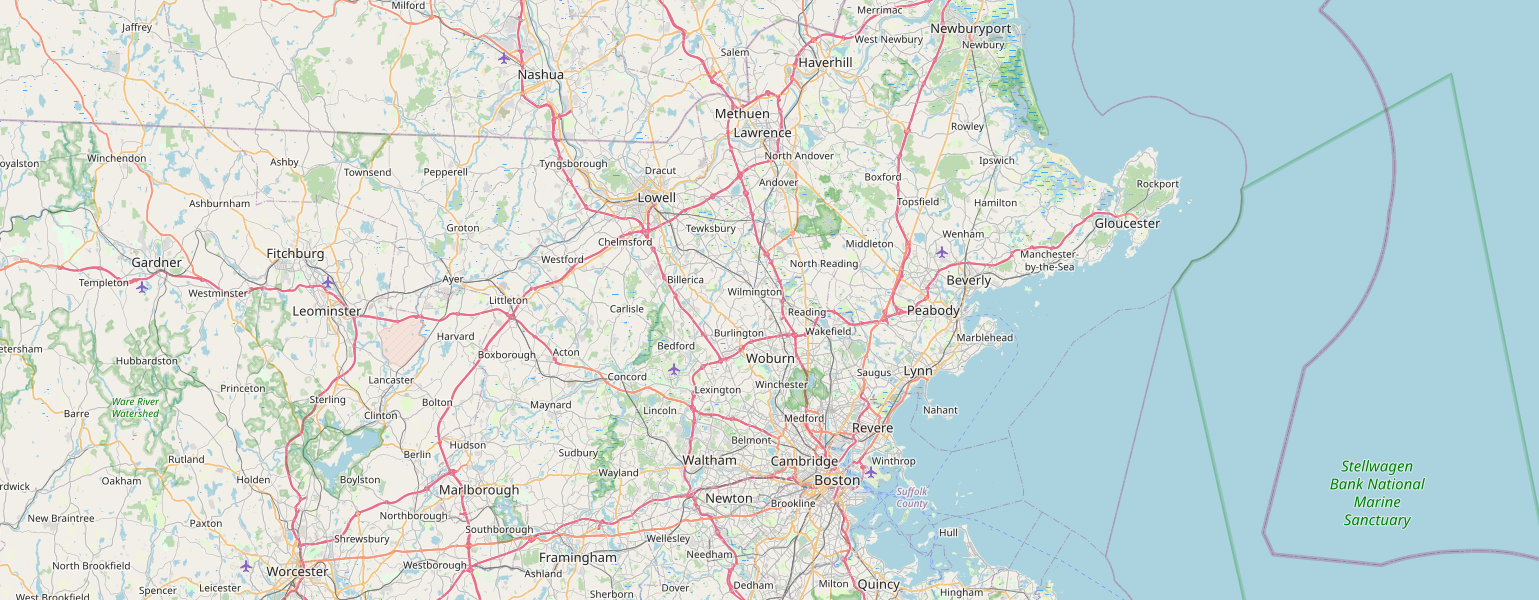 Milford
Merrimac
Jaffrey
Newburyport
West Newbury
Newbury
Salem
Haverhill
Nashua
Methuen
Rowley
Lawrence
Winchendon
Ashby
Tyngsborough
North Andover
Ipswich
Townsend
Pepperell
Dracut
Andover
Boxford
Rockport
Lowell
Ashburnham
Topsfield
Hamilton
Groton
Tewksbury
Gloucester
Chelmsford
Middleton
Wenham
Fitchburg
Westford
Manchester-
by-the-Sea
Gardner
North Reading
Templeton
Ayer
Billerica
Beverly
Westminster
Littleton
Wilmington
Leominster
Carlisle
Reading
Peabody
Harvard
Burlington
Wakefield
Marblehead
Bedford
Boxborough
Acton
Hubbardston
Woburn
Saugus
Lynn
Lancaster
Concord
Princeton
Lexington
Winchester
Sterling
Ware River
Watershed
Bolton
Maynard
Lincoln
Nahant
Barre
Clinton
Medford
Revere
Belmont
Hudson
Berlin
Sudbury
Rutland
Waltham
Cambridge
Winthrop
Stellwagen
Bank National
Marine
Sanctuary
Wayland
Oakham
Holden
Boylston
Boston
Marlborough
Suffolk
County
Newton
Brookline
New Braintree
Paxton
Northborough
Southborough
Hull
Shrewsbury
Wellesley
Needham
Framingham
North Brookfield
Westborough
Worcester
Ashland
Spencer
Leicester
Sherborn
Dover
Dedham
Milton
Quincy
Hingham
West Brookfield